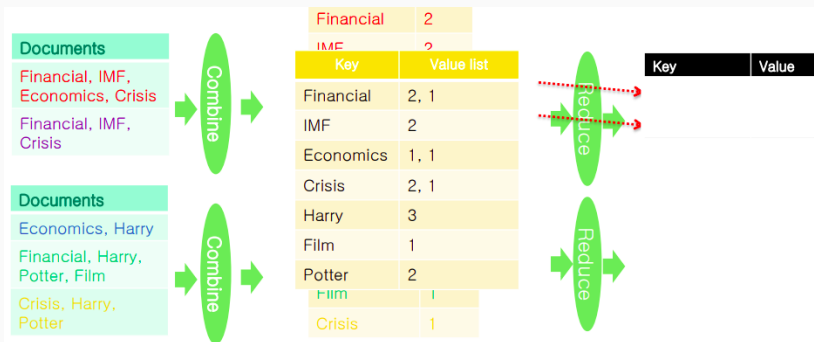 Financial 2
IMF 2
Documents
Financial, IMF,
Economics, Crisis
Financial, IMF,
Crisis
Combine
Key Value list
Financial 2, 1
IMF 2
Economics 1, 1
Crisis 2, 1
Harry 3
Film 1
Potter 2
Reduce
Key Value
Documents
Economics, Harry
Financial, Harry,
Potter, Film
Crisis, Harry,
Potter
Combine
Film 1
Crisis 1
Reduce